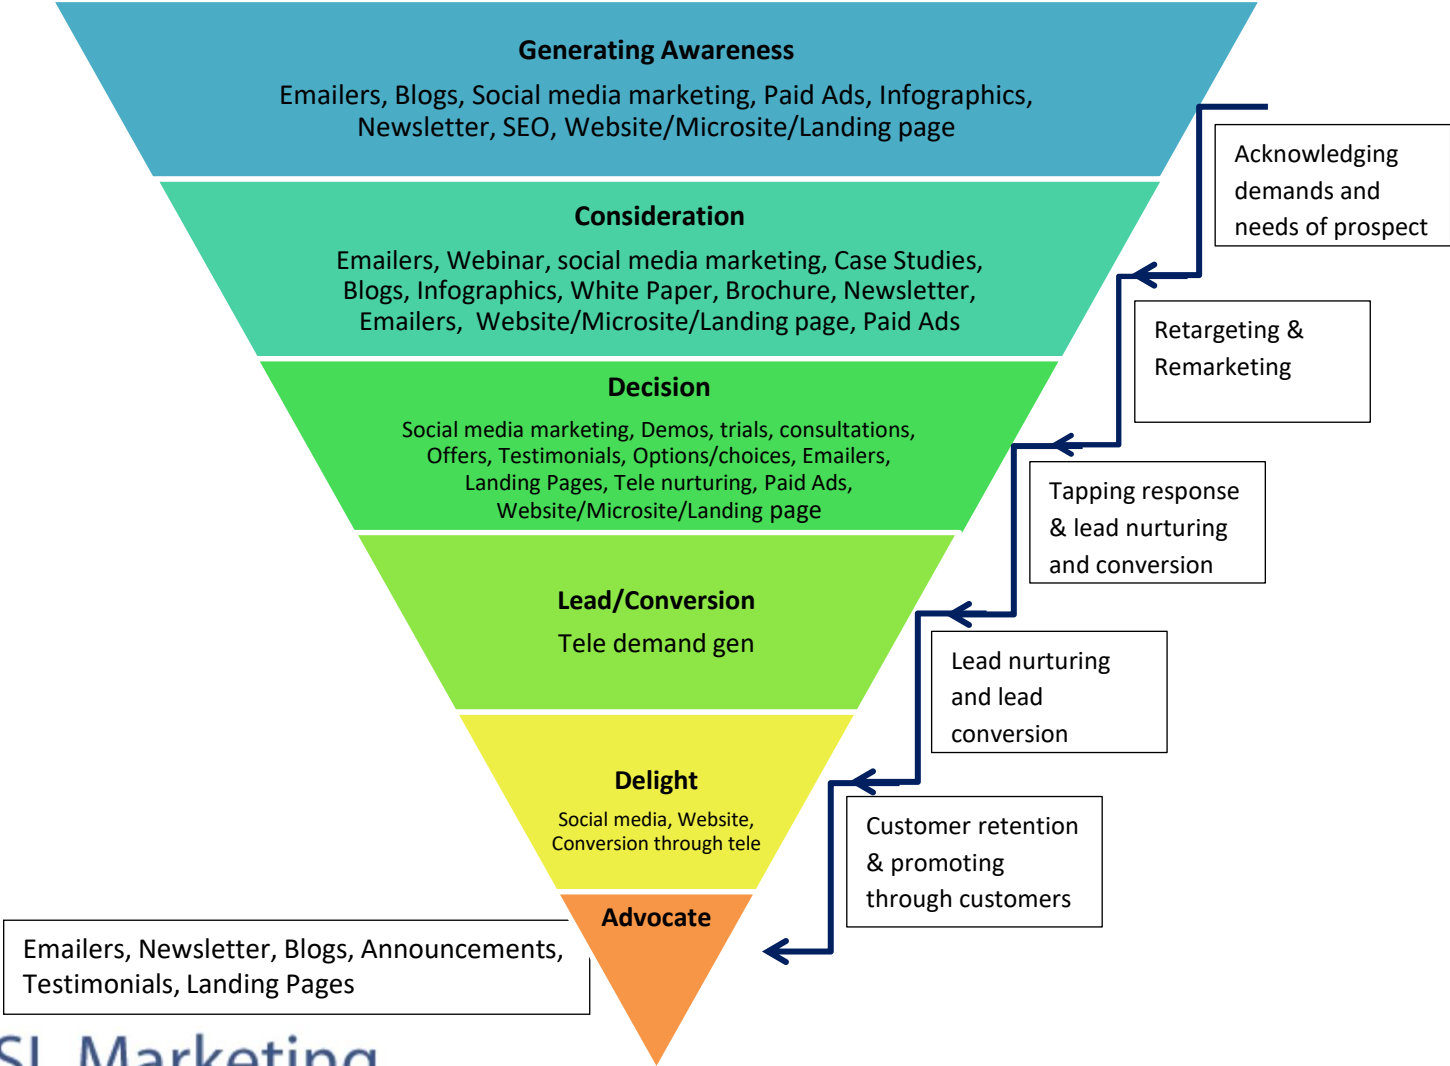 Generating Awareness
Emailers, Blogs, Social media marketing, Paid Ads, Infographics,
Newsletter, SEO, Website/Microsite/Landing page
Acknowledging
demands and
needs of prospect
Consideration
Emailers, Webinar, social media marketing, Case Studies,
Blogs, Infographics, White Paper, Brochure, Newsletter,
Emailers,  Website/Microsite/Landing page, Paid Ads
Retargeting &
Remarketing
Decision
Social media marketing, Demos, trials, consultations,
Offers, Testimonials, Options/choices, Emailers,
Landing Pages, Tele nurturing, Paid Ads,
Website/Microsite/Landing page
Tapping response
& lead nurturing
and conversion
Lead/Conversion
Tele demand gen
Lead nurturing
and lead
conversion
Delight
Social media, Website,
Conversion through tele
Customer retention
& promoting
through customers
Advocate
Emailers, Newsletter, Blogs, Announcements,
Testimonials, Landing Pages
Marketing